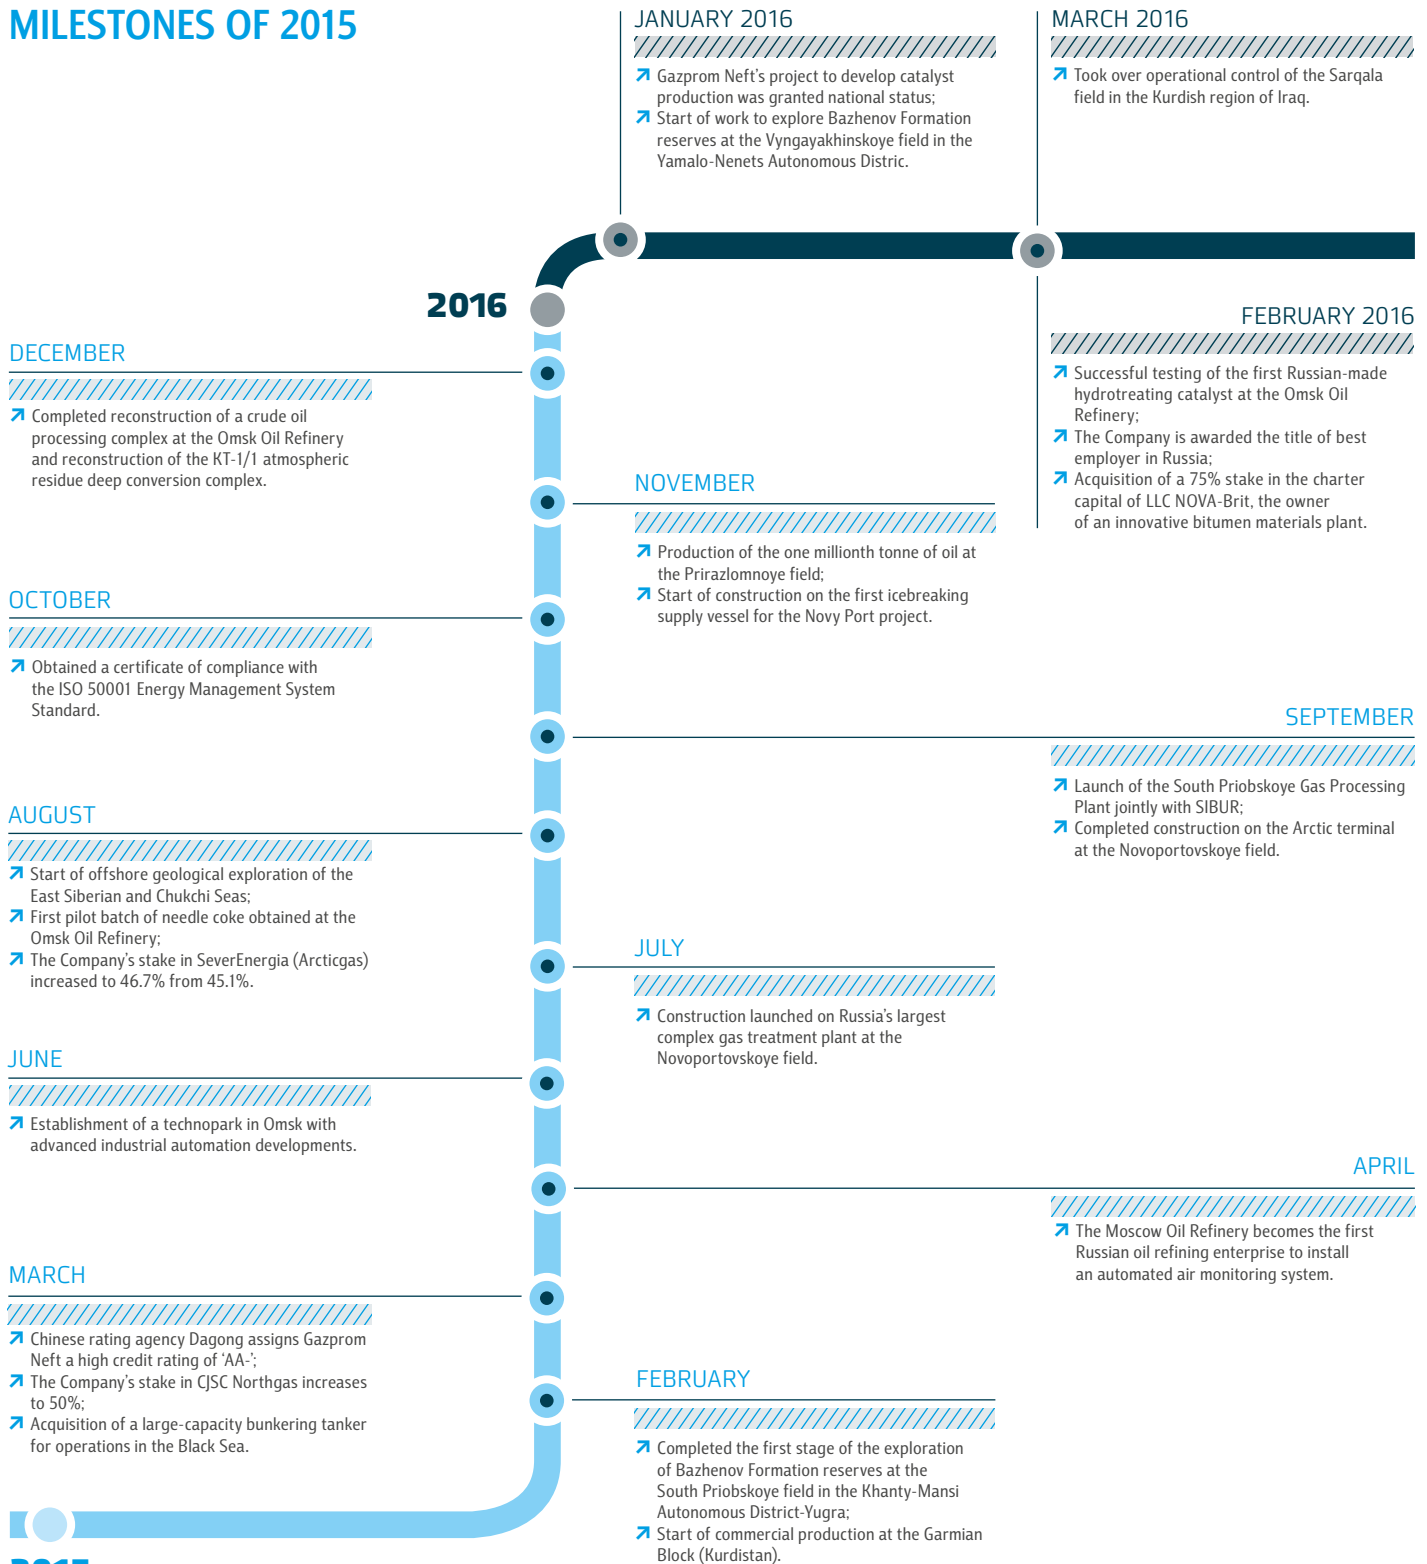 MILESTONES OF 2015
JANUARY 2016
Gazprom Neft's project to develop catalyst
production was granted national status;
Start of work to explore Bazhenov Formation
reserves at the Vyngayakhinskoye field in the
Yamalo-Nenets Autonomous Distric.
MARCH 2016
Took over operational control of the Sarqala
field in the Kurdish region of Iraq.
2016
FEBRUARY 2016
Successful testing of the first Russian-made
hydrotreating catalyst at the Omsk Oil
Refinery;
The Company is awarded the title of best
employer in Russia;
Acquisition of a 75% stake in the charter
capital of LLC NOVA-Brit, the owner
of an innovative bitumen materials plant.
DECEMBER
Completed reconstruction of a crude oil
processing complex at the Omsk Oil Refinery
and reconstruction of the KT-1/1 atmospheric
residue deep conversion complex.
NOVEMBER
Production of the one millionth tonne of oil at
the Prirazlomnoye field;
Start of construction on the first icebreaking
supply vessel for the Novy Port project.
OCTOBER
Obtained a certificate of compliance with
the ISO 50001 Energy Management System
Standard.
SEPTEMBER
Launch of the South Priobskoye Gas Processing
Plant jointly with SIBUR;
Completed construction on the Arctic terminal
at the Novoportovskoye field.
AUGUST
Start of offshore geological exploration of the
East Siberian and Chukchi Seas;
First pilot batch of needle coke obtained at the
Omsk Oil Refinery;
The Company's stake in SeverEnergia (Arcticgas)
increased to 46.7% from 45.1%.
JULY
Construction launched on Russia's largest
complex gas treatment plant at the
Novoportovskoye field.
JUNE
Establishment of a technopark in Omsk with
advanced industrial automation developments.
APRIL
The Moscow Oil Refinery becomes the first
Russian oil refining enterprise to install
an automated air monitoring system.
MARCH
Chinese rating agency Dagong assigns Gazprom
Neft a high credit rating of 'AA-';
The Company's stake in CJSC Northgas increases
to 50%;
Acquisition of a large-capacity bunkering tanker
for operations in the Black Sea.
FEBRUARY
Completed the first stage of the exploration
of Bazhenov Formation reserves at the
South Priobskoye field in the Khanty-Mansi
Autonomous District-Yugra;
Start of commercial production at the Garmian
Block (Kurdistan).